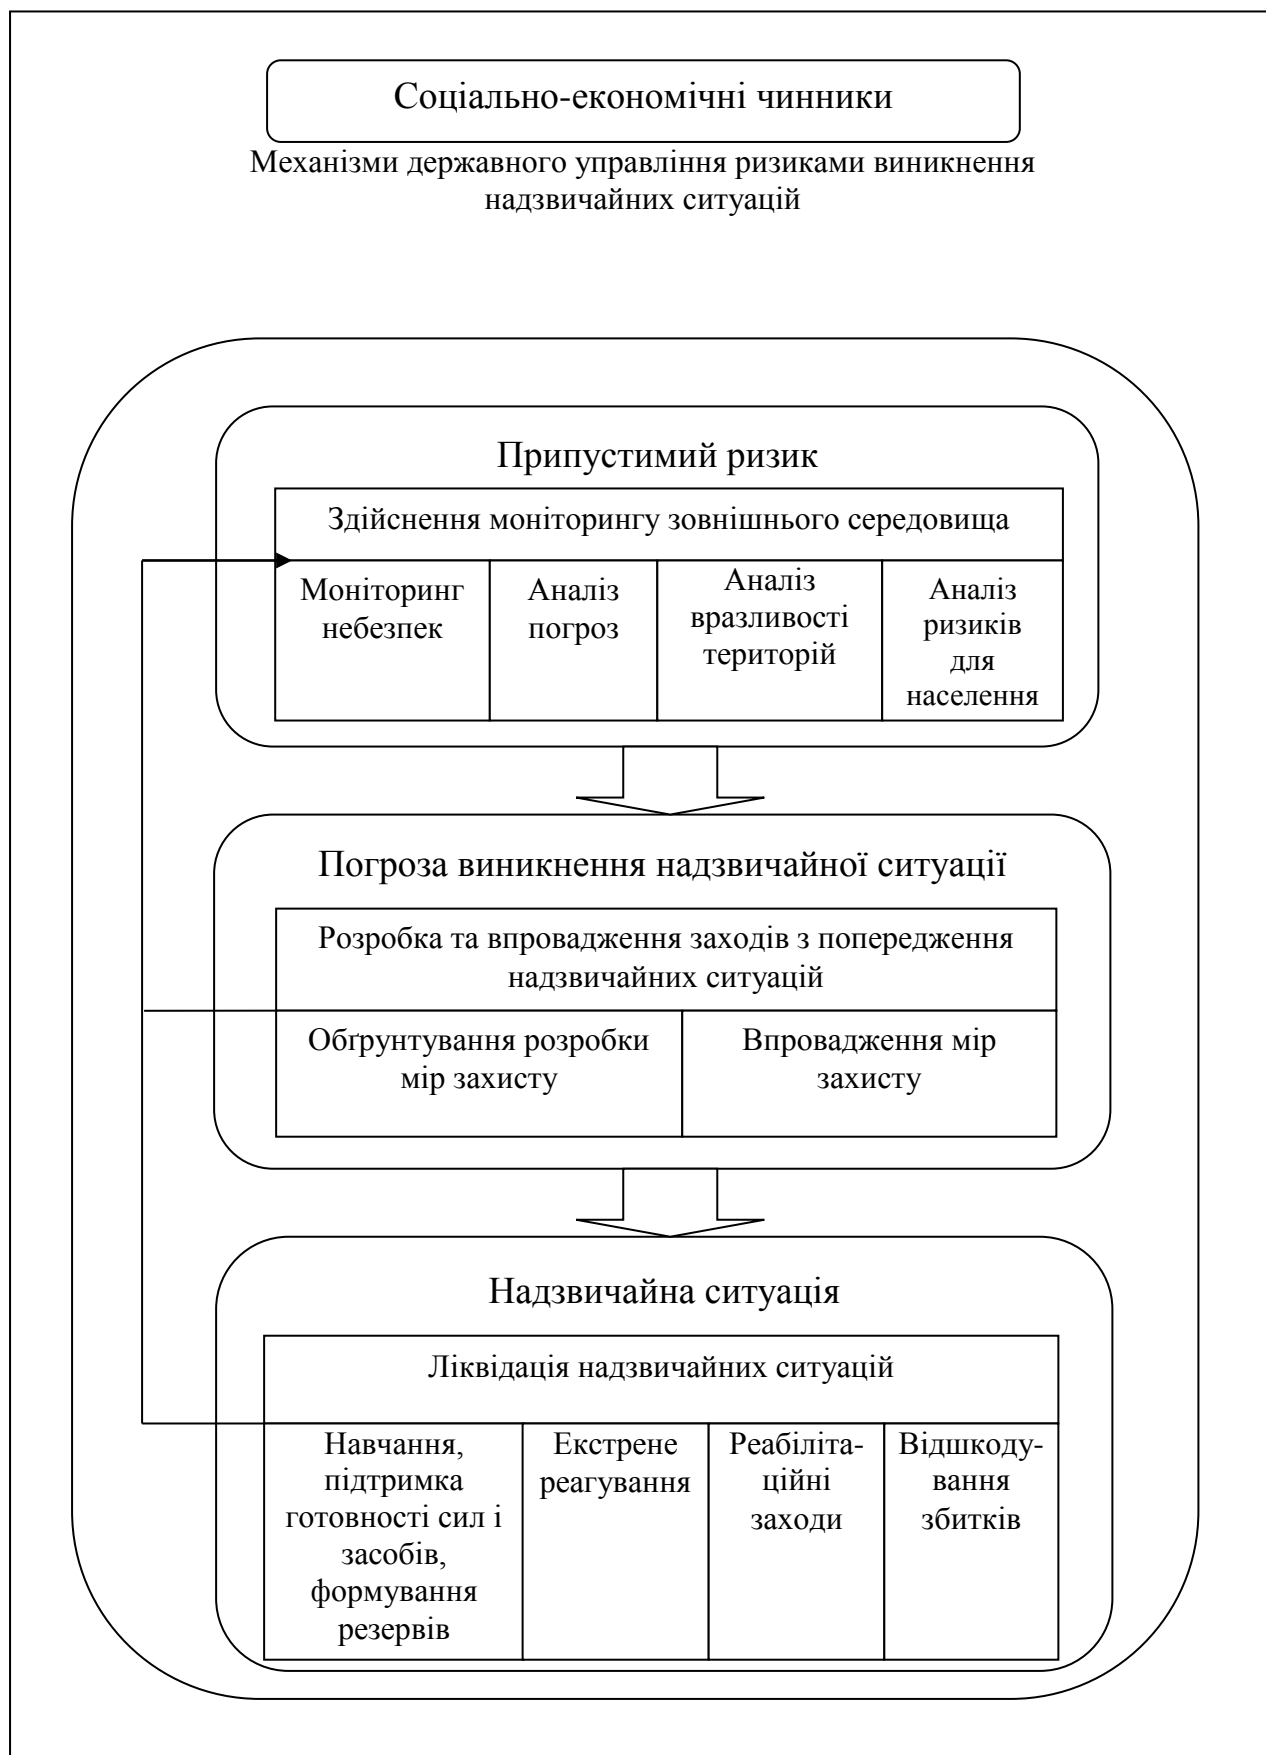 Соціально-економічні чинники
Механізми державного управління ризиками виникнення
надзвичайних ситуацій
Припустимий ризик
Здійснення моніторингу зовнішнього середовища
Моніторинг
небезпек
Аналіз
погроз
Аналіз
вразливості
територій
Аналіз
ризиків
для
населення
Погроза виникнення надзвичайної ситуації
Розробка та впровадження заходів з попередження
надзвичайних ситуацій
Обґрунтування розробки
мір захисту
Впровадження мір
захисту
Надзвичайна ситуація
Ліквідація надзвичайних ситуацій
Навчання,
підтримка
готовності сил і
засобів,
формування
резервів
Екстрене
реагування
Реабіліта-
ційні
заходи
Відшкоду-
вання
збитків